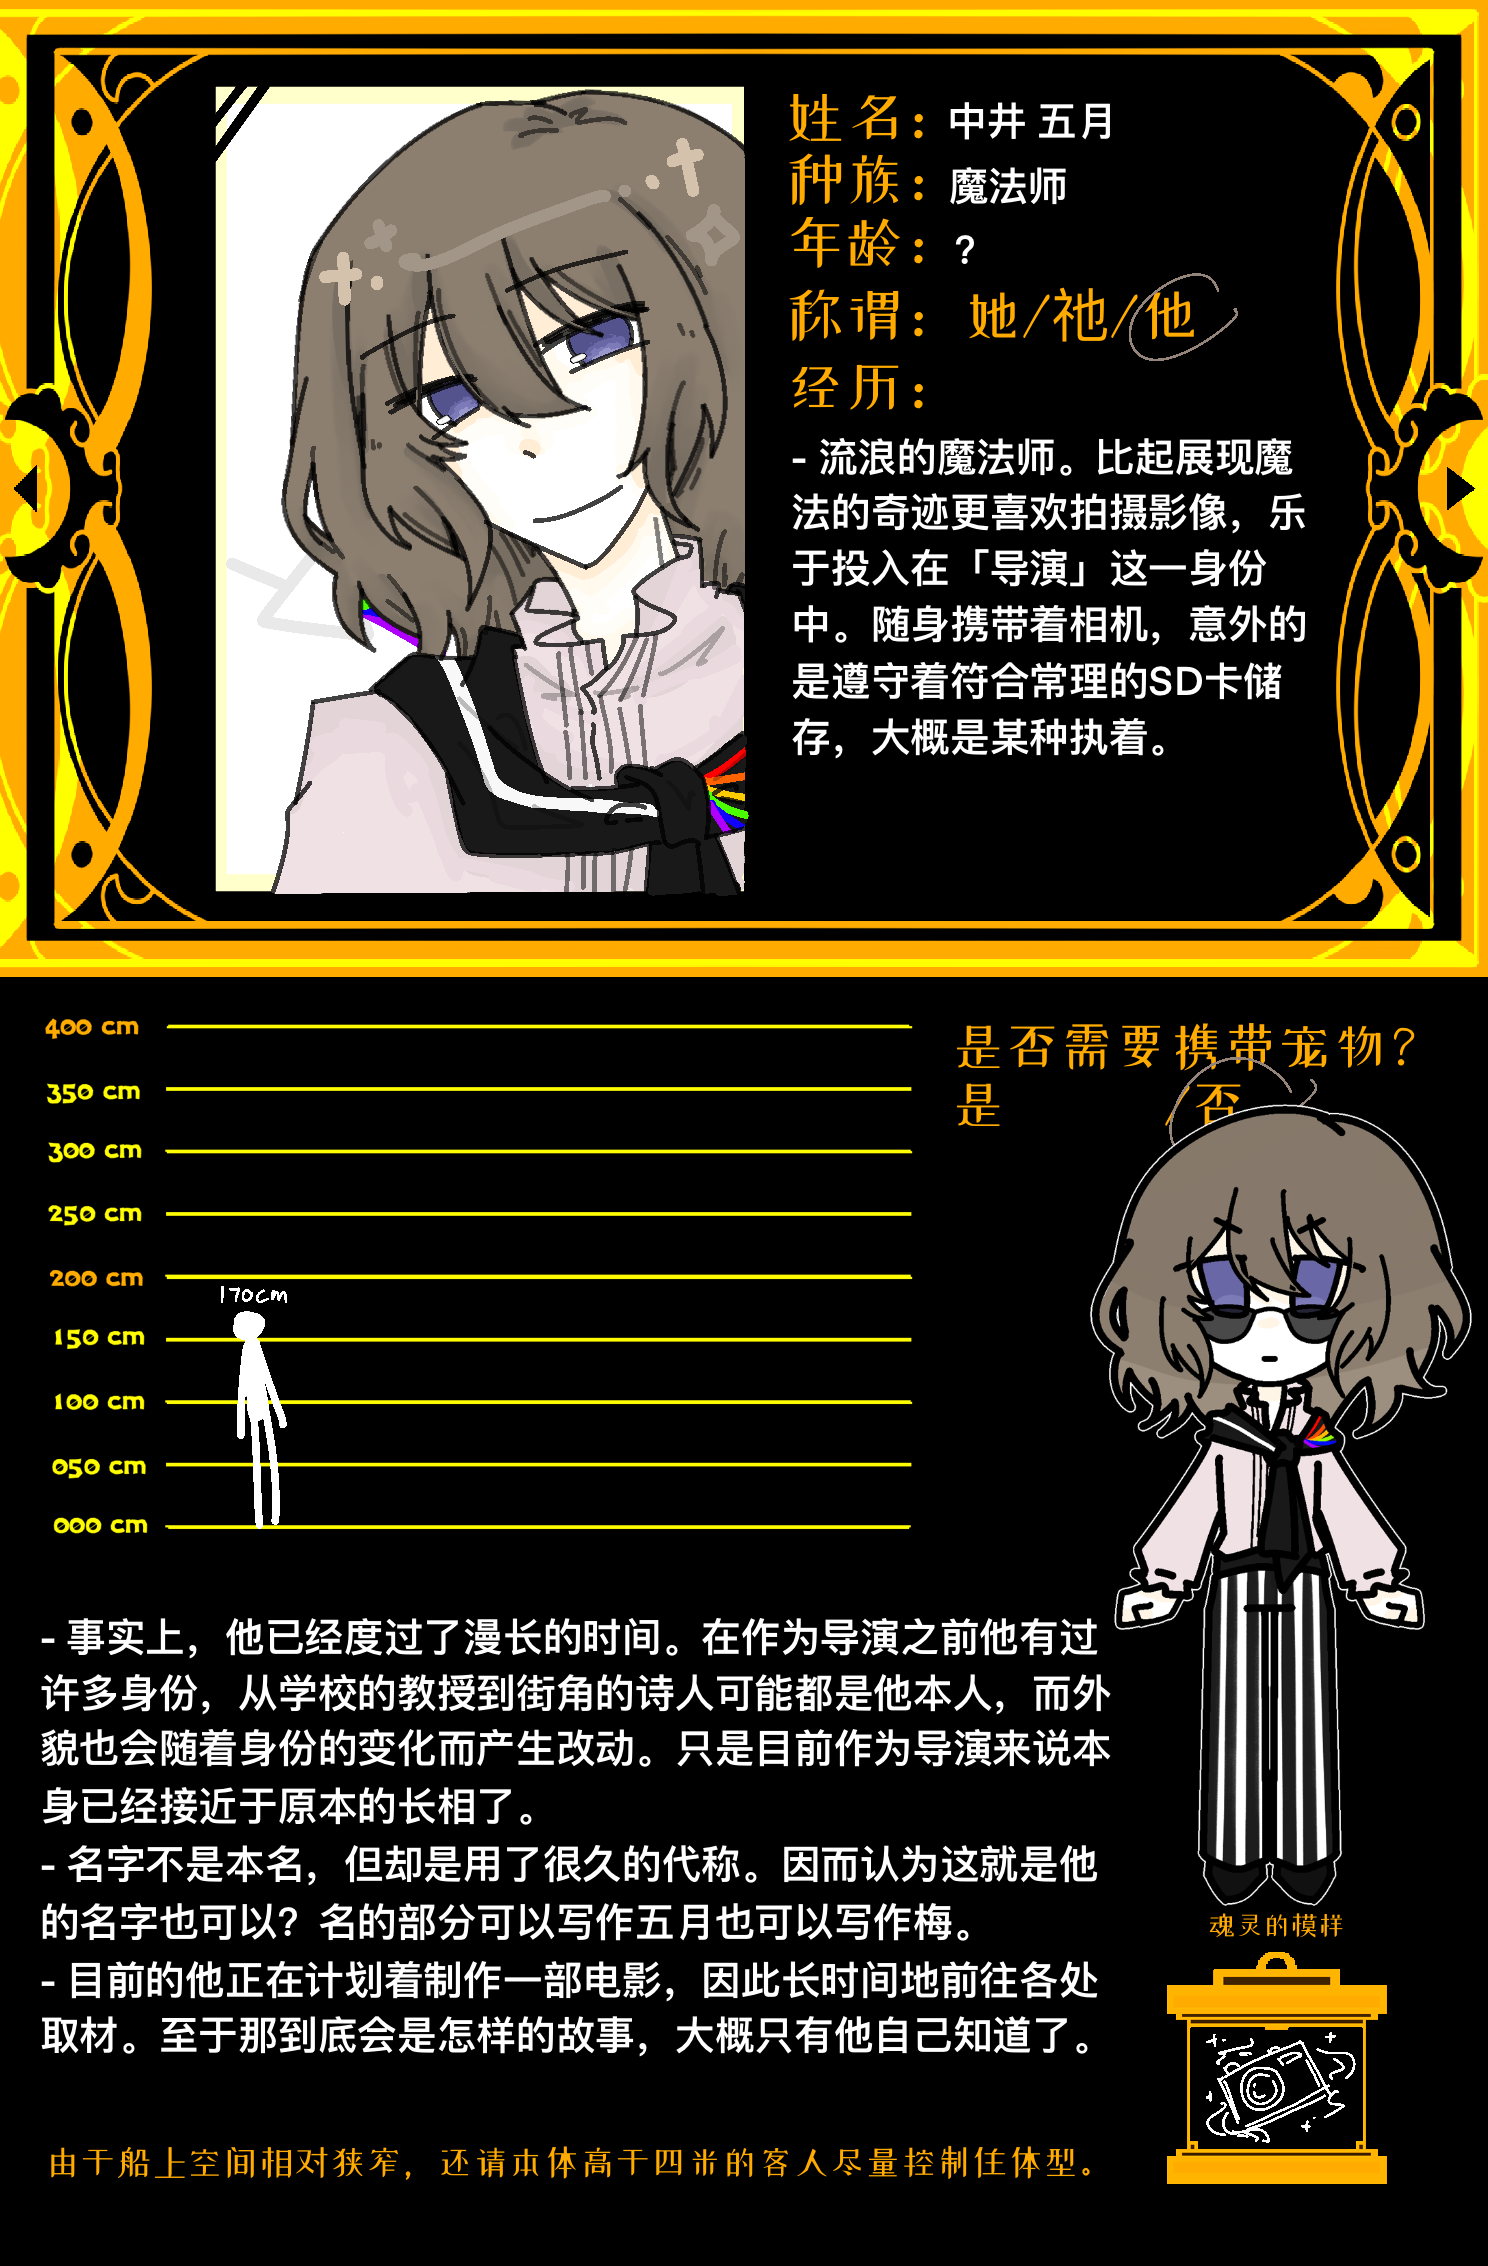 姓名：中井 五月
种族：魔法师
年龄：？
称谓：她/祂/他
经历：
- 流浪的魔法师。比起展现魔
法的奇迹更喜欢拍摄影像，乐
于投入在「导演」这一身份
中。随身携带着相机，意外的
是遵守着符合常理的SD卡储
存，大概是某种执着。
400 cm
350 cm
300 cm
250 cm
200 cm
170cm
150 cm
100 cm
050 cm
000 cm
是否需要携带宠物？
是 /否
- 事实上，他已经度过了漫长的时间。在作为导演之前他有过
许多身份，从学校的教授到街角的诗人可能都是他本人，而外
貌也会随着身份的变化而产生改动。只是目前作为导演来说本
身已经接近于原本的长相了。
- 名字不是本名，但却是用了很久的代称。因而认为这就是他
的名字也可以？名的部分可以写作五月也可以写作梅。
- 目前的他正在计划着制作一部电影，因此长时间地前往各处
取材。至于那到底会是怎样的故事，大概只有他自己知道了。
魂灵的模样
由于船上空间相对狭窄，还请本体高于四米的客人尽量控制住体型。